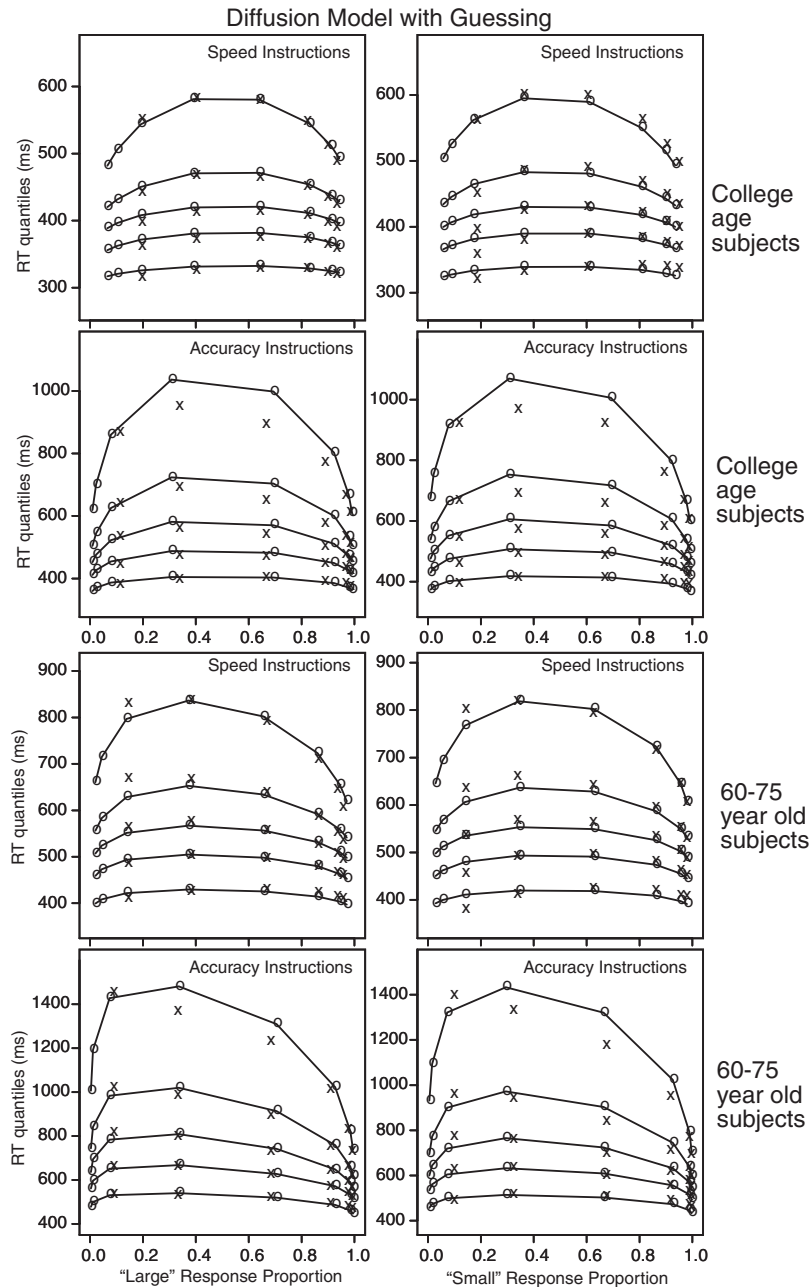 Diffusion Model with Guessing
Speed Instructions
Speed Instructions
RT quantiles (ms)
600
500
400
300
600
500
400
300
College
age
subjects
Accuracy Instructions
Accuracy Instructions
RT quantiles (ms)
1000
800
600
400
1000
800
600
400
College
age
subjects
0.0 0.2 0.4 0.6 0.8 1.0
0.0 0.2 0.4 0.6 0.8 1.0
Speed Instructions
Speed Instructions
RT quantiles (ms)
900
800
700
600
500
400
900
800
700
600
500
400
60-75
year old
subjects
Accuracy Instructions
Accuracy Instructions
RT quantiles (ms)
1400
1200
1000
800
600
400
1400
1200
1000
800
600
400
60-75
year old
subjects
0.0 0.2 0.4 0.6 0.8 1.0
0.0 0.2 0.4 0.6 0.8 1.0
“Large” Response Proportion
“Small” Response Proportion